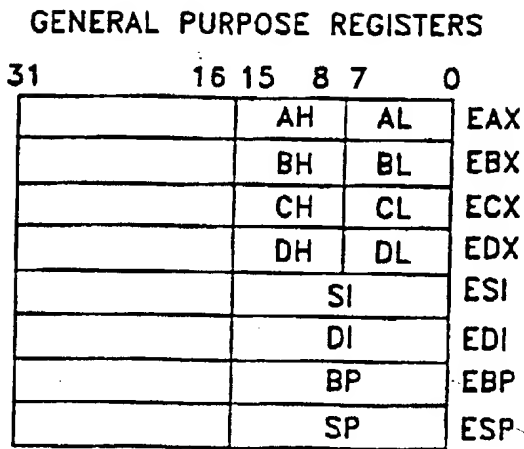 GENERAL PURPOSE REGISTERS
31 16 15 8 7 0
AH AL EAX
BH BL EBX
CH CL ECX
DH DL EDX
SI ESI
DI EDI
BP EBP
SP ESP